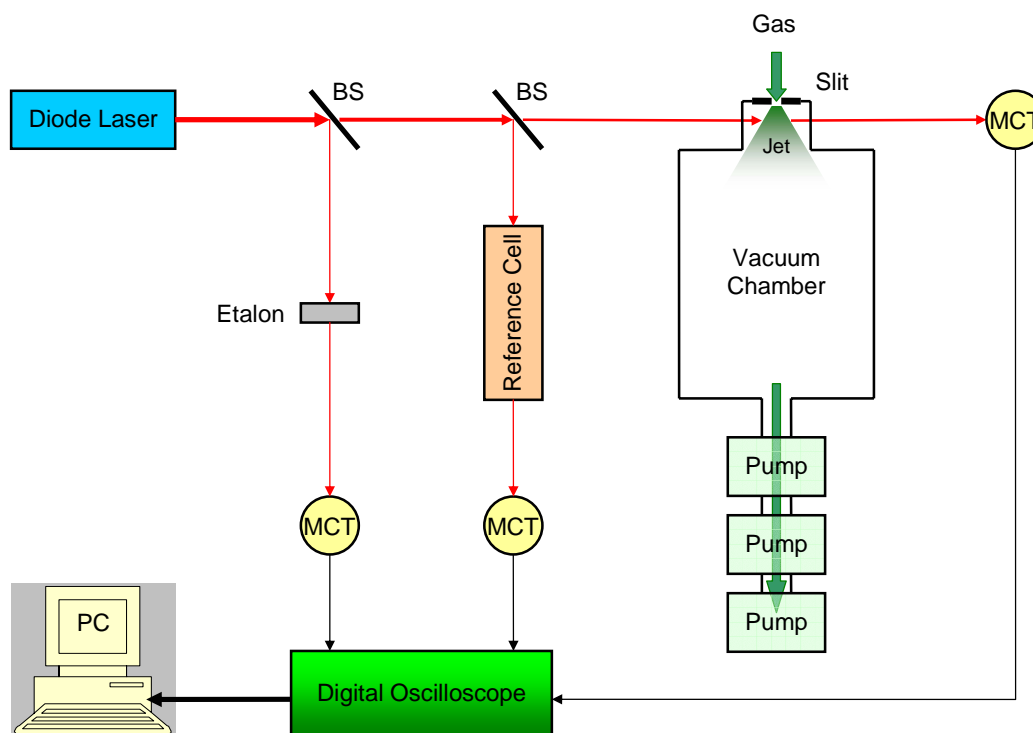 Gas
BS
BS
Slit
Diode Laser
MCT
Jet
Reference Cell
Vacuum
Chamber
Etalon
Pump
MCT
MCT
Pump
PC
Pump
Digital Oscilloscope